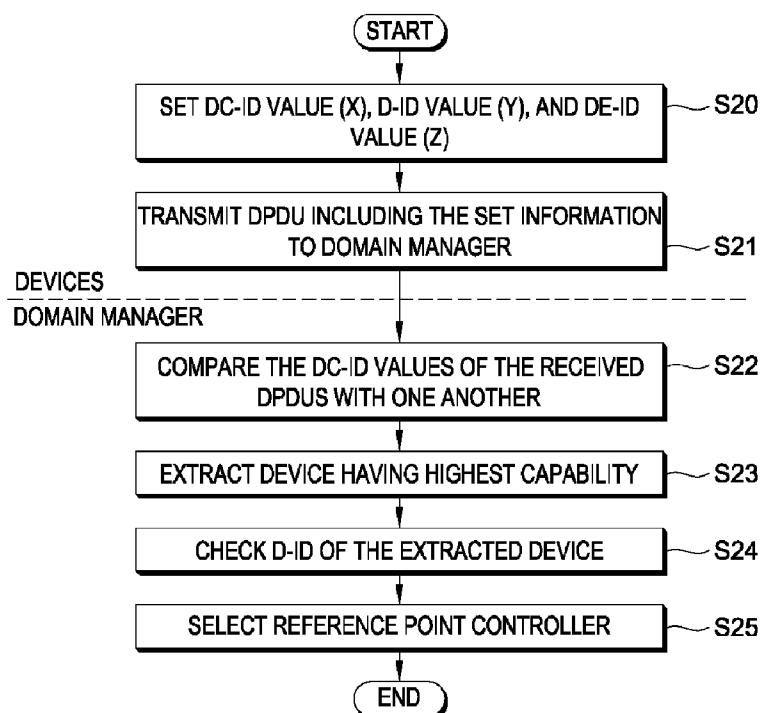 START
SET DC-ID VALUE (X), D-ID VALUE (Y), AND DE-ID
VALUE (Z)
S20
TRANSMIT DPDU INCLUDING THE SET INFORMATION
TO DOMAIN MANAGER
S21
DEVICES
DOMAIN MANAGER
COMPARE THE DC-ID VALUES OF THE RECEIVED
DPDUS WITH ONE ANOTHER
S22
EXTRACT DEVICE HAVING HIGHEST CAPABILITY
S23
CHECK D-ID OF THE EXTRACTED DEVICE
S24
SELECT REFERENCE POINT CONTROLLER
S25
END